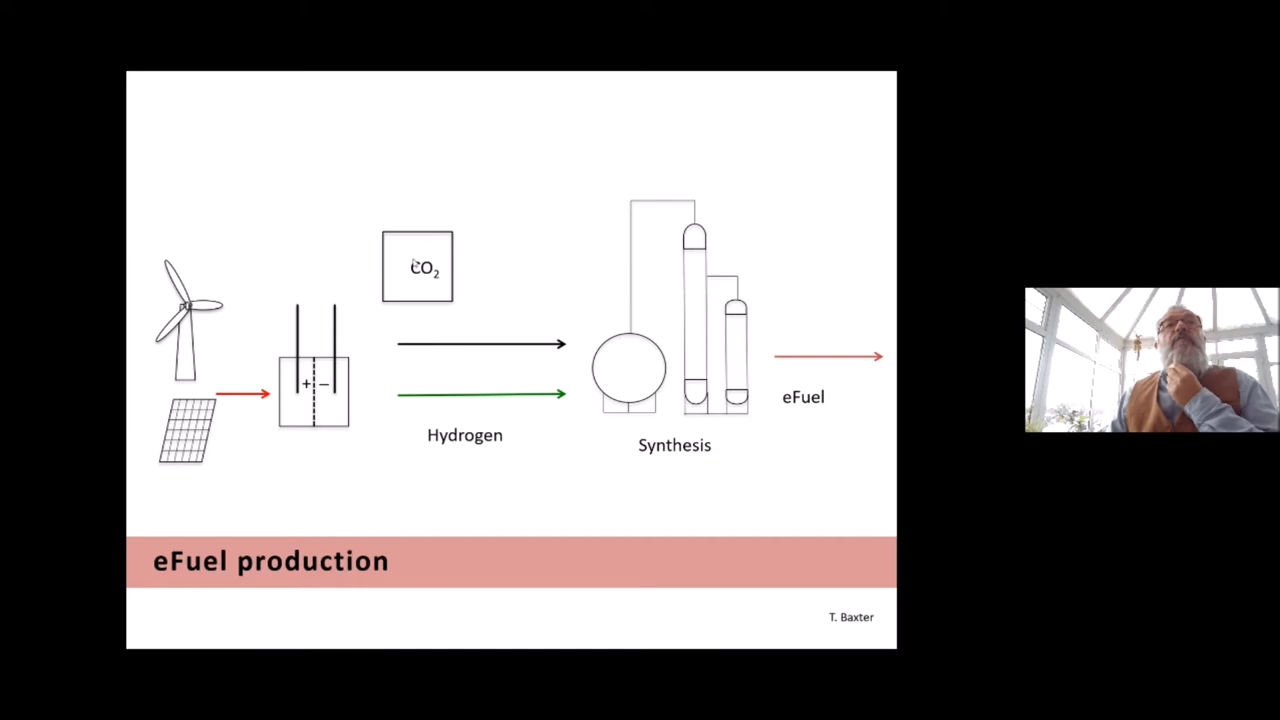 CO₂
+ −
Hydrogen
Synthesis
eFuel
eFuel production
T. Baxter